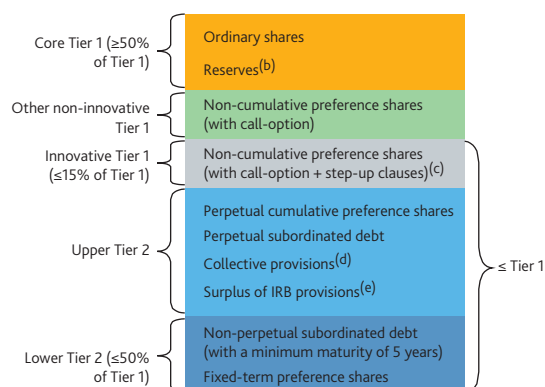 Core Tier 1 (≥50%
of Tier 1)
Ordinary shares
Reserves(b)
Other non-innovative
Tier 1
Non-cumulative preference shares
(with call-option)
Innovative Tier 1
(≤15% of Tier 1)
Non-cumulative preference shares
(with call-option + step-up clauses)(c)
Upper Tier 2
Perpetual cumulative preference shares
Perpetual subordinated debt
Collective provisions(d)
Surplus of IRB provisions(e)
≤ Tier 1
Lower Tier 2 (≤50%
of Tier 1)
Non-perpetual subordinated debt
(with a minimum maturity of 5 years)
Fixed-term preference shares